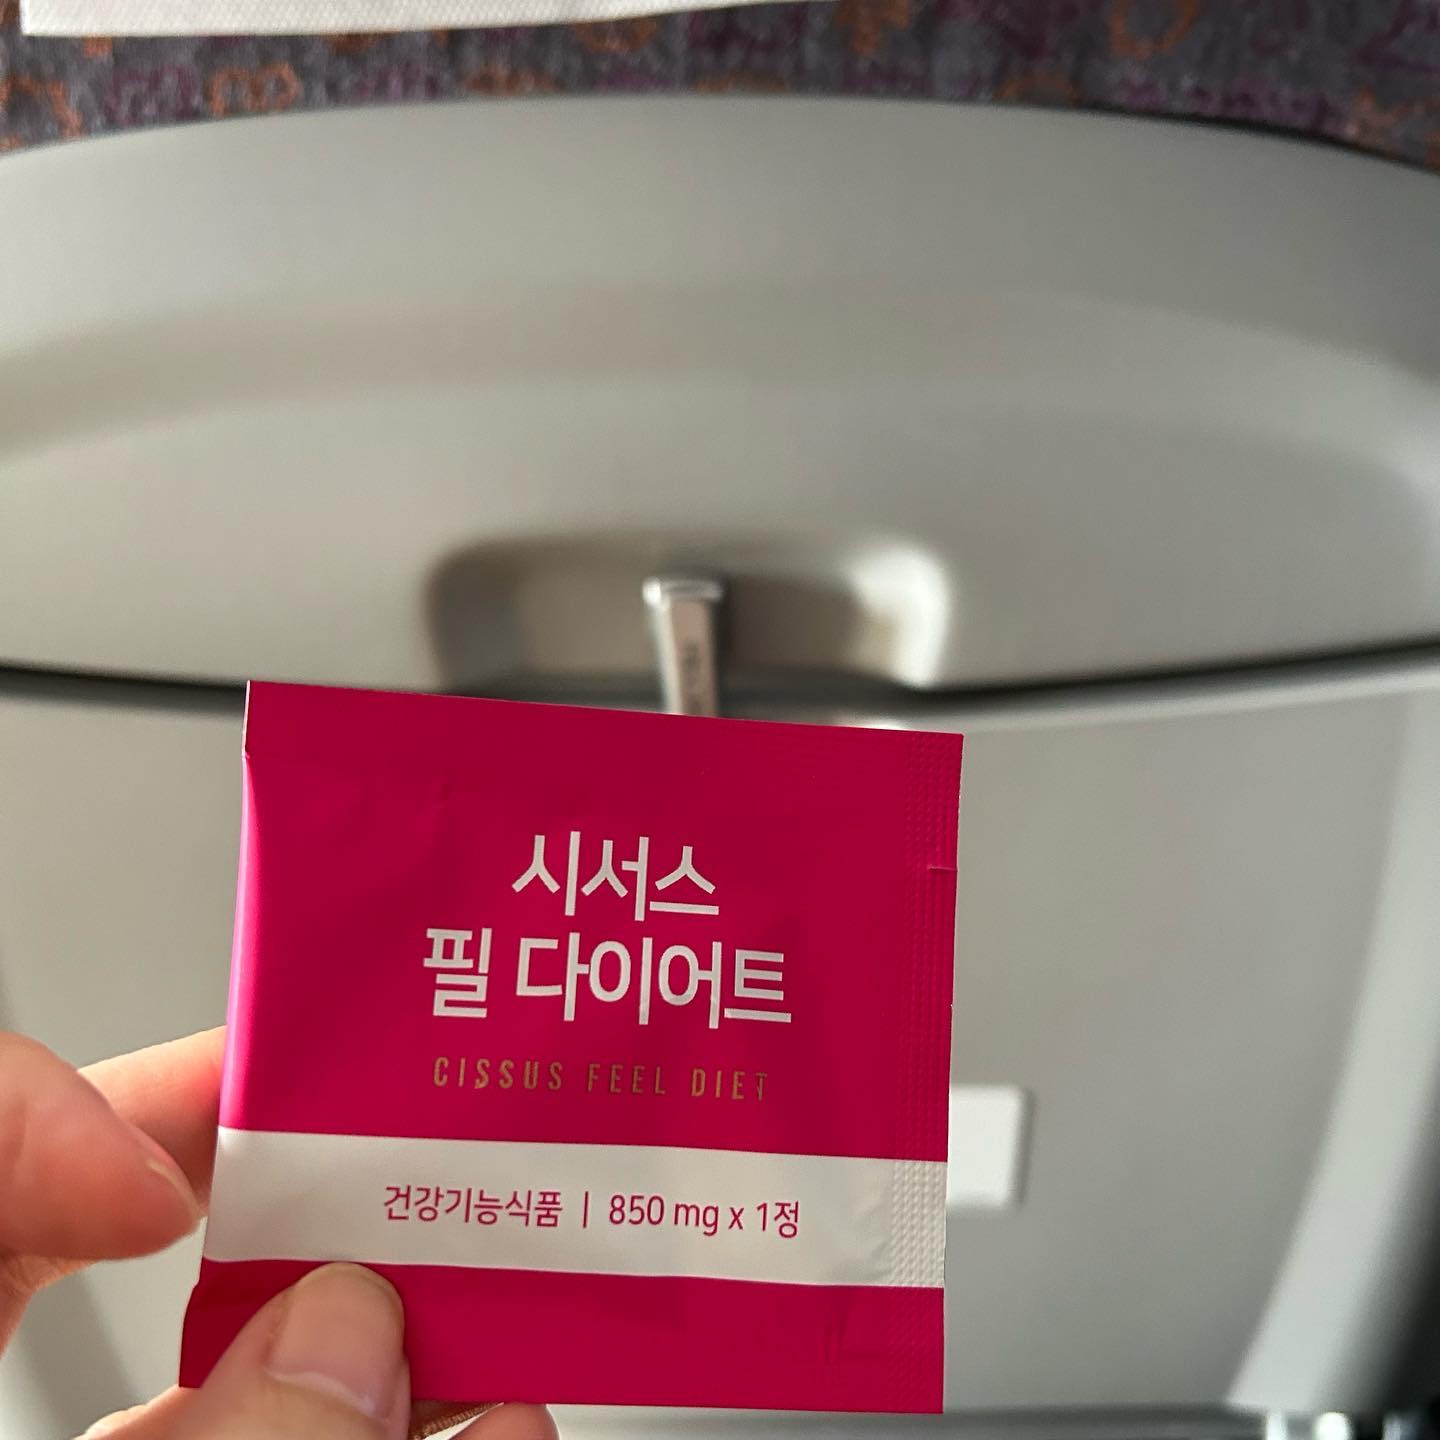 시서스
필 다이어트
CISSUS FEEL DIET
건강기능식품 | 850 mg x 1정